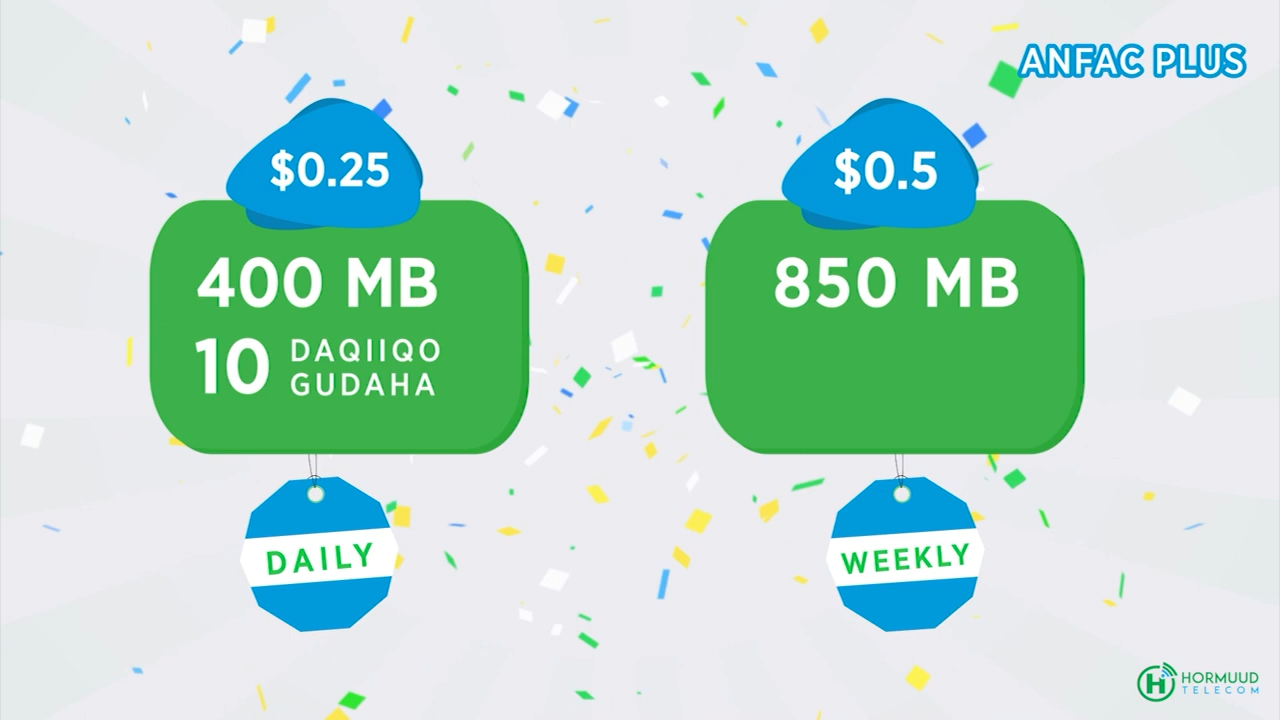 ANFAC PLUS
$0.25
400 MB
10 DAQIIQO
GUDAHA
DAILY
$0.5
850 MB
WEEKLY
HORMUUD
TELECOM